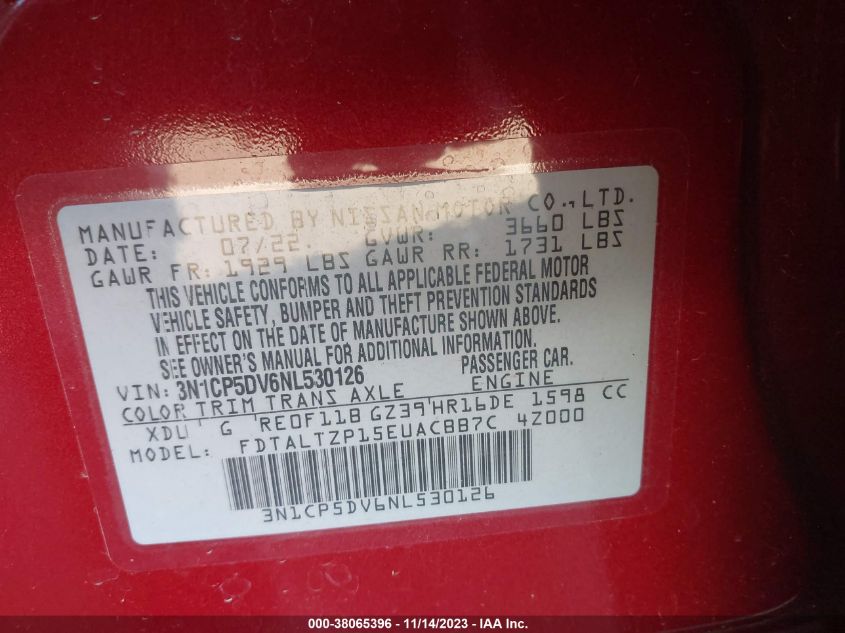 MANUFACTURED BY NISSAN MOTOR CO., LTD.
DATE: 07/22. GVWR: 3660 LBS
GAWR FR: 1929 LBS GAWR RR: 1731 LBS
THIS VEHICLE CONFORMS TO ALL APPLICABLE FEDERAL MOTOR
VEHICLE SAFETY, BUMPER AND THEFT PREVENTION STANDARDS
IN EFFECT ON THE DATE OF MANUFACTURE SHOWN ABOVE.
SEE OWNER'S MANUAL FOR ADDITIONAL INFORMATION.
VIN: 3N1CP5DV6NL530126 PASSENGER CAR.
COLOR TRIM TRANS AXLE ENGINE
XDU G RE0F11B GZ39 HR16DE 1598 CC
MODEL: FDTALTZP15EUACBB7C 4Z000
3N1CP5DV6NL530126
000-38065396 - 11/14/2023 - IAA Inc.